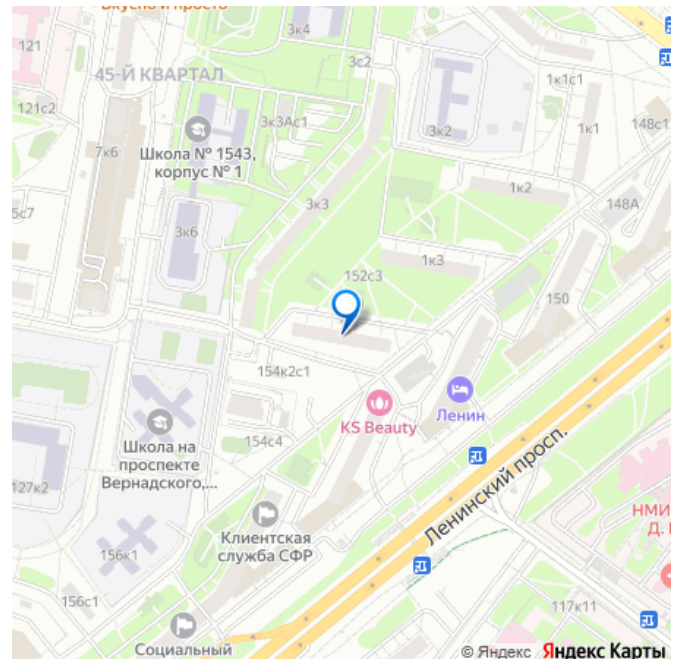 Вкусно и просто
121
3к4
45-Й КВАРТАЛ
3с2
1к1с1
121с2
3к3Ас1
148с1
3к2
1к1
7к6
Школа № 1543,
корпус № 1
1к2
148А
3к3
3к6
1к3
152с3
150
154к2с1
KS Beauty
Ленин
154с4
Школа на
проспекте
Вернадского,...
Ленинский просп.
127к2
НМИ
Клиентская
служба СФР
156к1
156с1
117к11
Социальный
© Яндекс Яндекс Карты